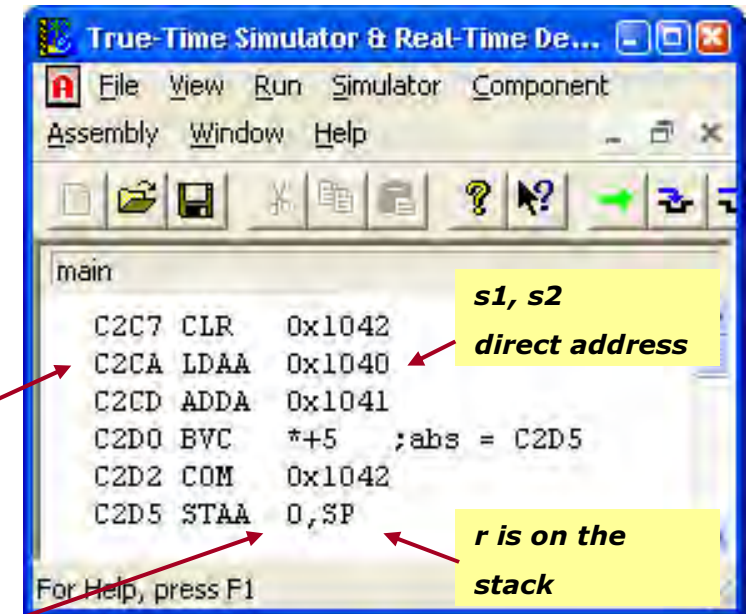 True-Time Simulator & Real-Time De...
File View Run Simulator Component
Assembly Window Help
main
C2C7 CLR 0x1042
C2CA LDAA 0x1040
C2CD ADDA 0x1041
C2D0 BVC *+5 ;abs = C2D5
C2D2 COM 0x1042
C2D5 STAA 0,SP
s1, s2
direct address
r is on the
stack
For Help, press F1